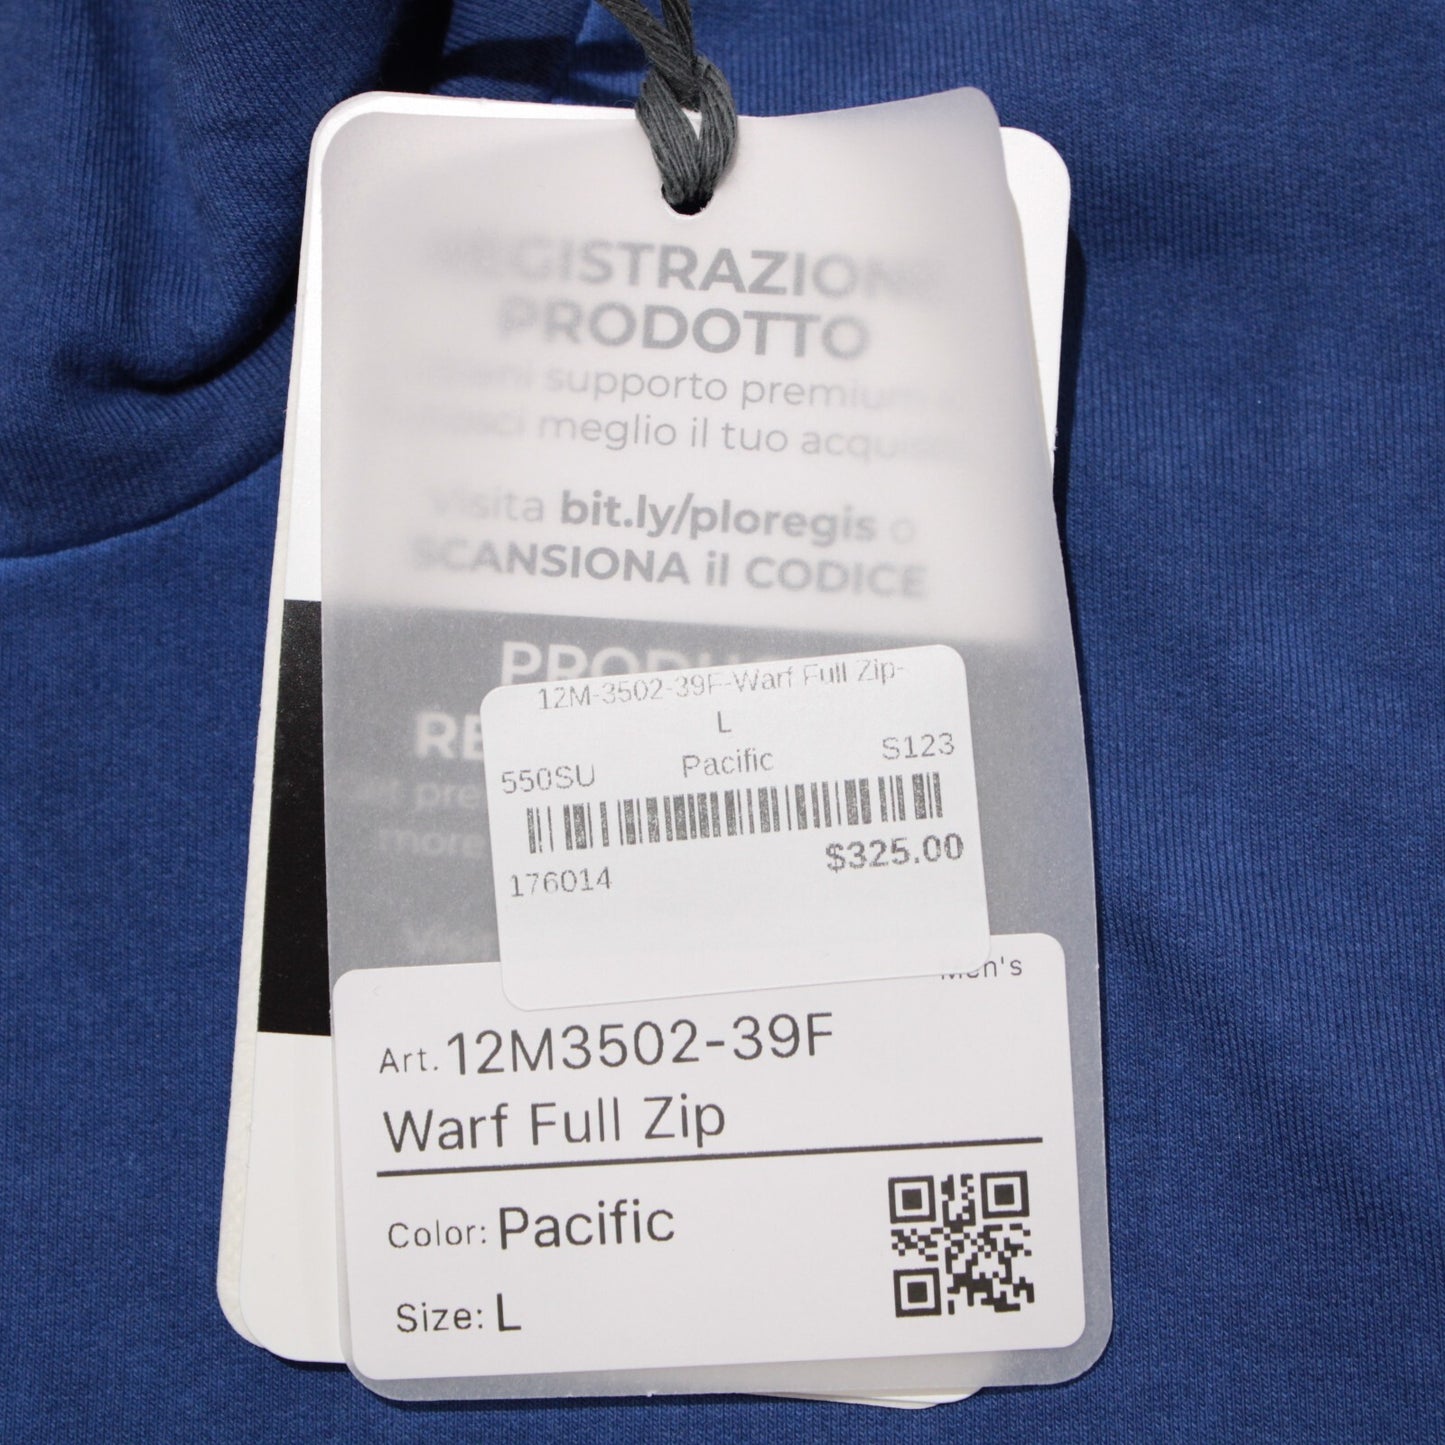 REGISTRAZIONE
PRODOTTO
supporto premium
meglio il tuo
Visita bit.ly/ploregis o
SCANSIONA il CODICE
12M-3502-39F-Warf Full Zip-
L
550SU Pacific S123
176014 $325.00
Men's
Art. 12M3502-39F
Warf Full Zip
Color: Pacific
Size: L